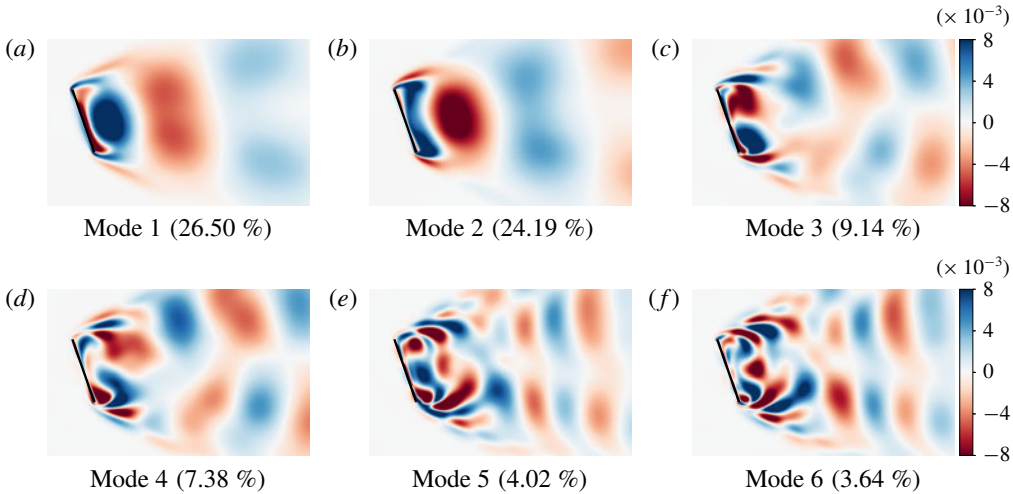 (× 10⁻³)
(a) (b) (c) 8
4
0
−4
−8
Mode 1 (26.50 %) Mode 2 (24.19 %) Mode 3 (9.14 %)
(× 10⁻³)
(d) (e) (f) 8
4
0
−4
−8
Mode 4 (7.38 %) Mode 5 (4.02 %) Mode 6 (3.64 %)